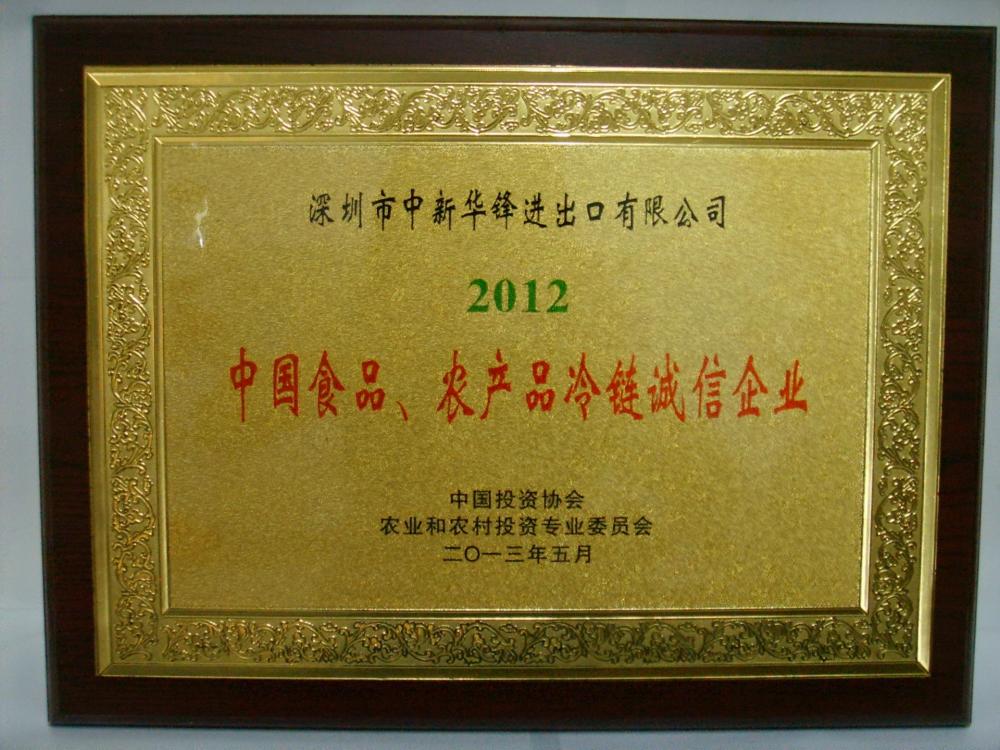 深圳市中新华锋进出口有限公司
2012
中国食品、农产品冷链诚信企业
中国投资协会
农业和农村投资专业委员会
二〇一三年五月